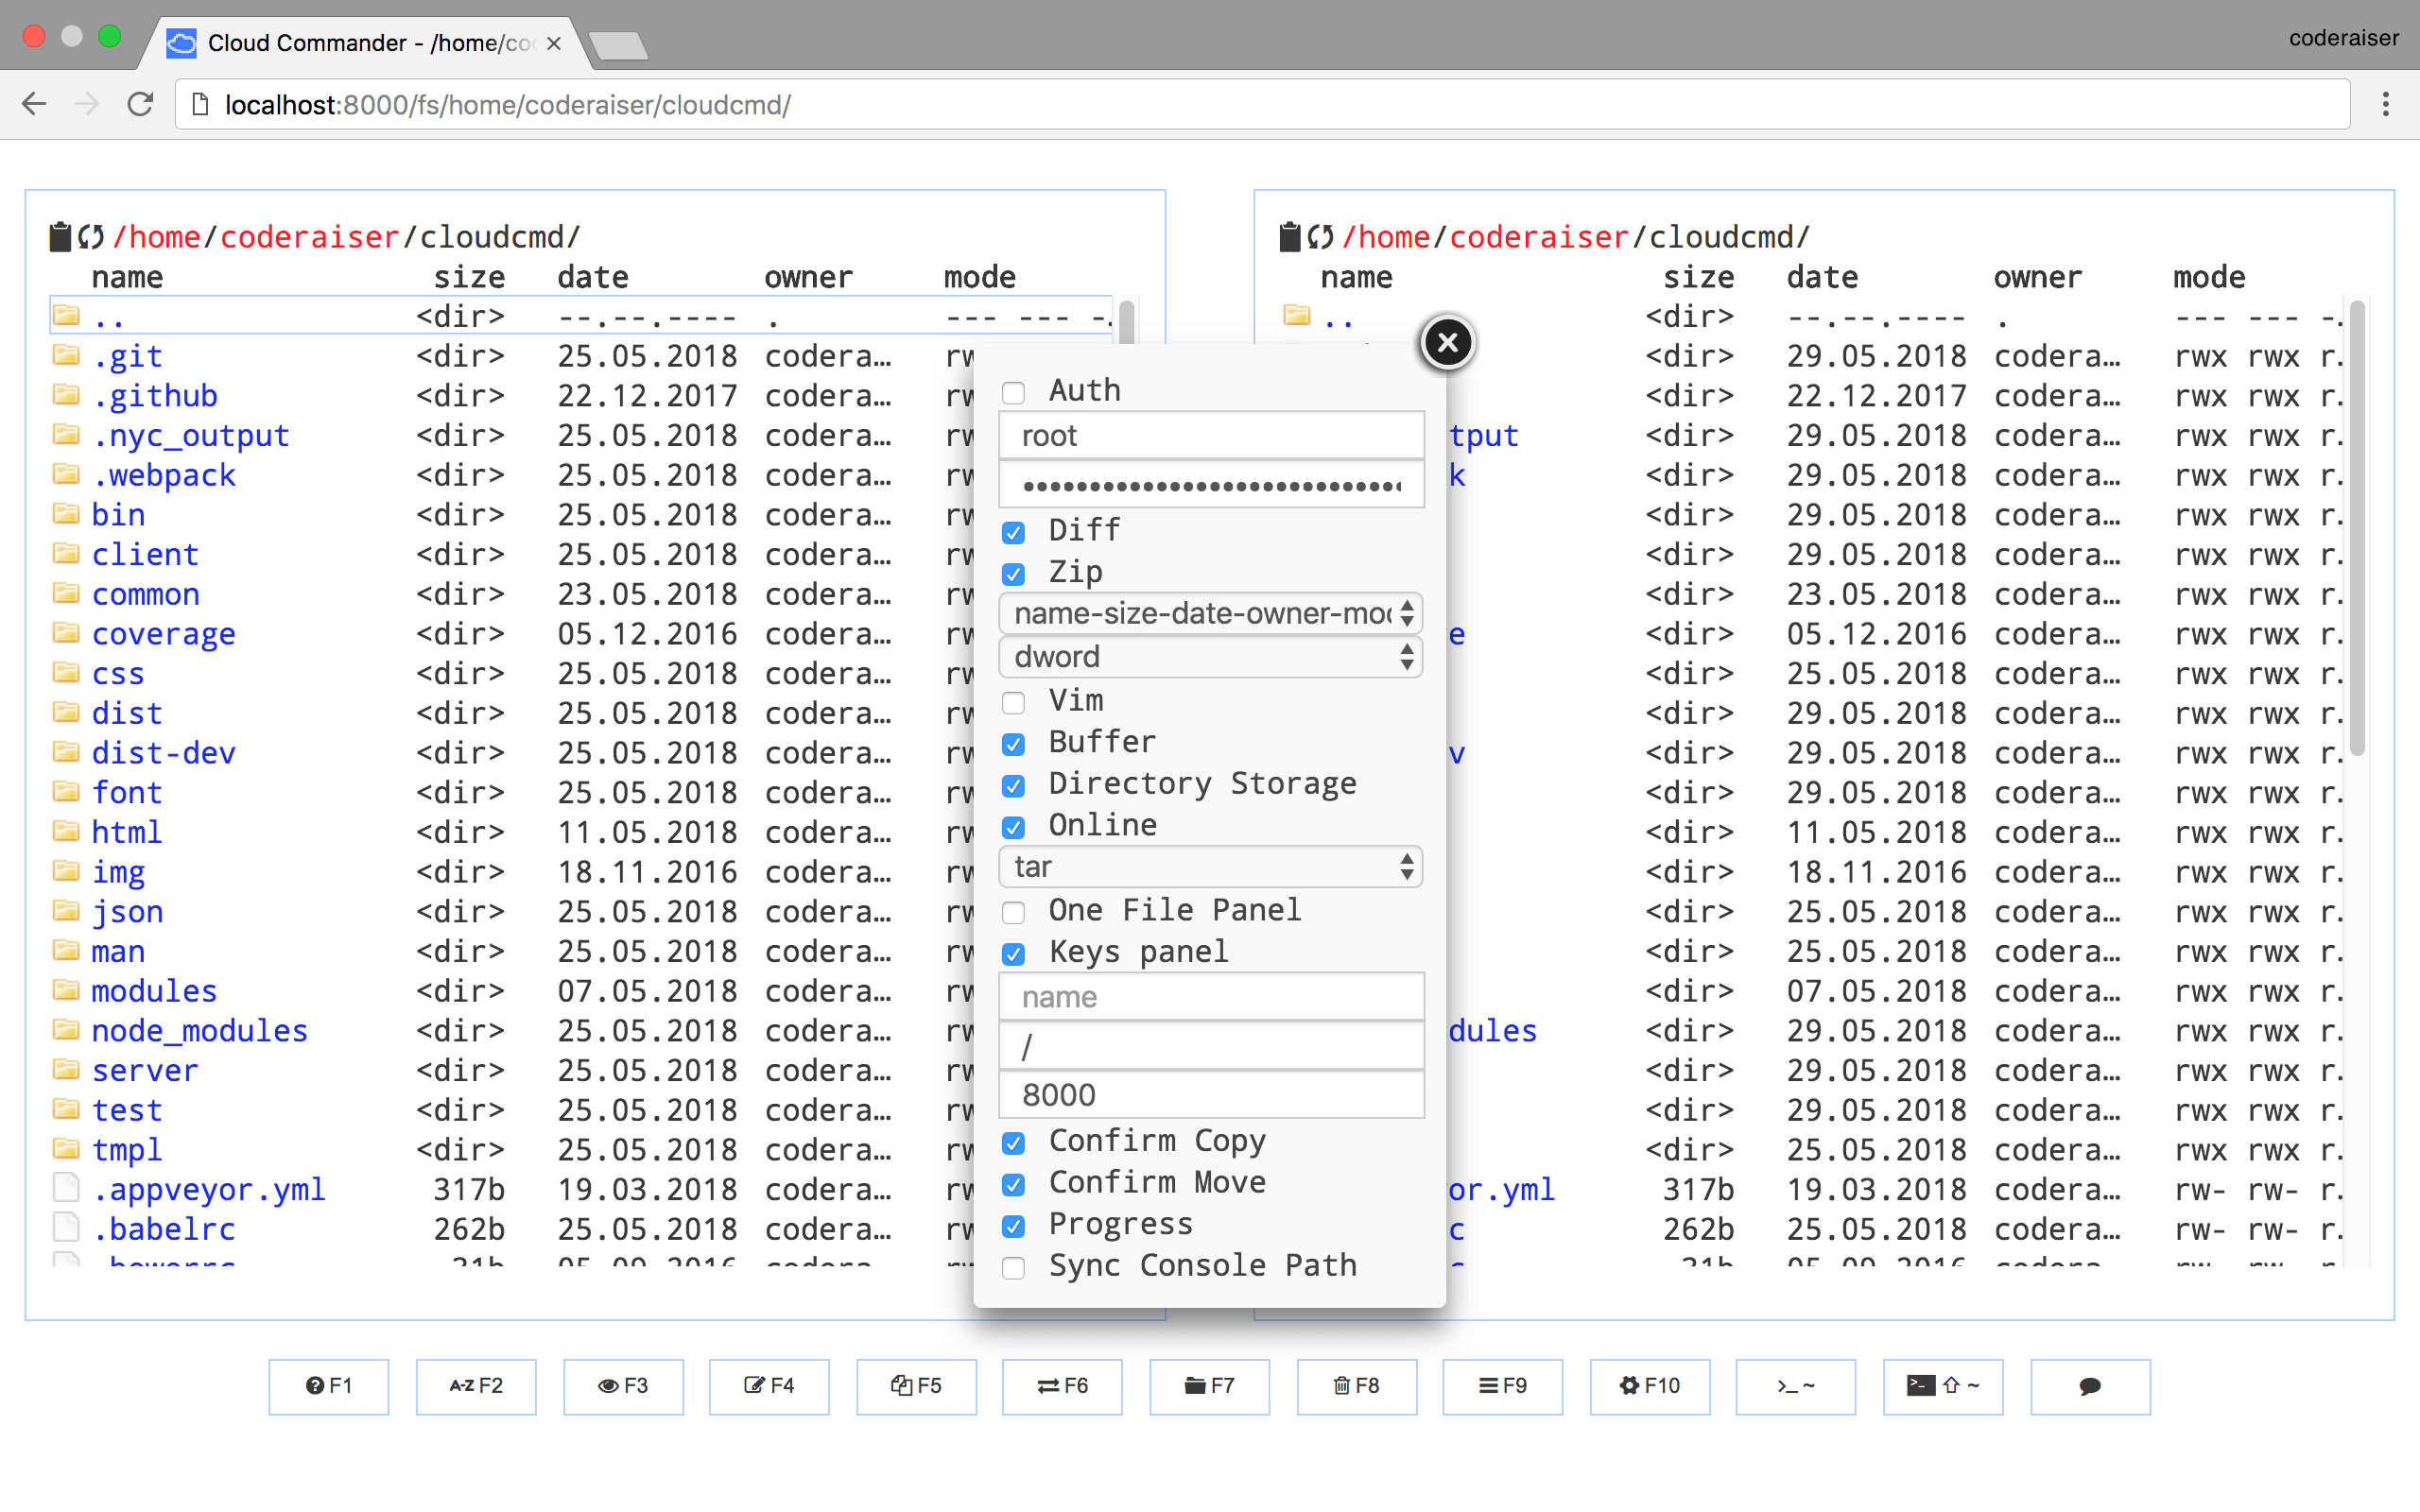 Cloud Commander - /home/co
coderaiser
localhost:8000/fs/home/coderaiser/cloudcmd/
/home/coderaiser/cloudcmd/
name size date owner mode
.. <dir> --.--.---- . --- --- -.
.git <dir> 25.05.2018 codera… rw
.github <dir> 22.12.2017 codera… rw
.nyc_output <dir> 25.05.2018 codera… rw
.webpack <dir> 25.05.2018 codera… rw
bin <dir> 25.05.2018 codera… rw
client <dir> 25.05.2018 codera… rw
common <dir> 23.05.2018 codera… rw
coverage <dir> 05.12.2016 codera… rw
css <dir> 25.05.2018 codera… rw
dist <dir> 25.05.2018 codera… rw
dist-dev <dir> 25.05.2018 codera… rw
font <dir> 25.05.2018 codera… rw
html <dir> 11.05.2018 codera… rw
img <dir> 18.11.2016 codera… rw
json <dir> 25.05.2018 codera… rw
man <dir> 25.05.2018 codera… rw
modules <dir> 07.05.2018 codera… rw
node_modules <dir> 25.05.2018 codera… rw
server <dir> 25.05.2018 codera… rw
test <dir> 25.05.2018 codera… rw
tmpl <dir> 25.05.2018 codera… rw
.appveyor.yml 317b 19.03.2018 codera… rw
.babelrc 262b 25.05.2018 codera… rw
Auth
root
Diff
Zip
name-size-date-owner-mo
dword
Vim
Buffer
Directory Storage
Online
tar
One File Panel
Keys panel
name
/
8000
Confirm Copy
Confirm Move
Progress
Sync Console Path
/home/coderaiser/cloudcmd/
name size date owner mode
.. <dir> --.--.---- . --- --- -.
<dir> 29.05.2018 codera… rwx rwx r.
<dir> 22.12.2017 codera… rwx rwx r.
tput <dir> 29.05.2018 codera… rwx rwx r.
k <dir> 29.05.2018 codera… rwx rwx r.
<dir> 29.05.2018 codera… rwx rwx r.
<dir> 29.05.2018 codera… rwx rwx r.
<dir> 23.05.2018 codera… rwx rwx r.
e <dir> 05.12.2016 codera… rwx rwx r.
<dir> 25.05.2018 codera… rwx rwx r.
<dir> 29.05.2018 codera… rwx rwx r.
v <dir> 29.05.2018 codera… rwx rwx r.
<dir> 29.05.2018 codera… rwx rwx r.
<dir> 11.05.2018 codera… rwx rwx r.
<dir> 18.11.2016 codera… rwx rwx r.
<dir> 25.05.2018 codera… rwx rwx r.
<dir> 25.05.2018 codera… rwx rwx r.
<dir> 07.05.2018 codera… rwx rwx r.
dules <dir> 29.05.2018 codera… rwx rwx r.
<dir> 29.05.2018 codera… rwx rwx r.
<dir> 29.05.2018 codera… rwx rwx r.
<dir> 25.05.2018 codera… rwx rwx r.
or.yml 317b 19.03.2018 codera… rw- rw- r.
c 262b 25.05.2018 codera… rw- rw- r.
F1 A-Z F2 F3 F4 F5 F6 F7 F8 F9 F10 >_ ~ >_ ⇧ ~